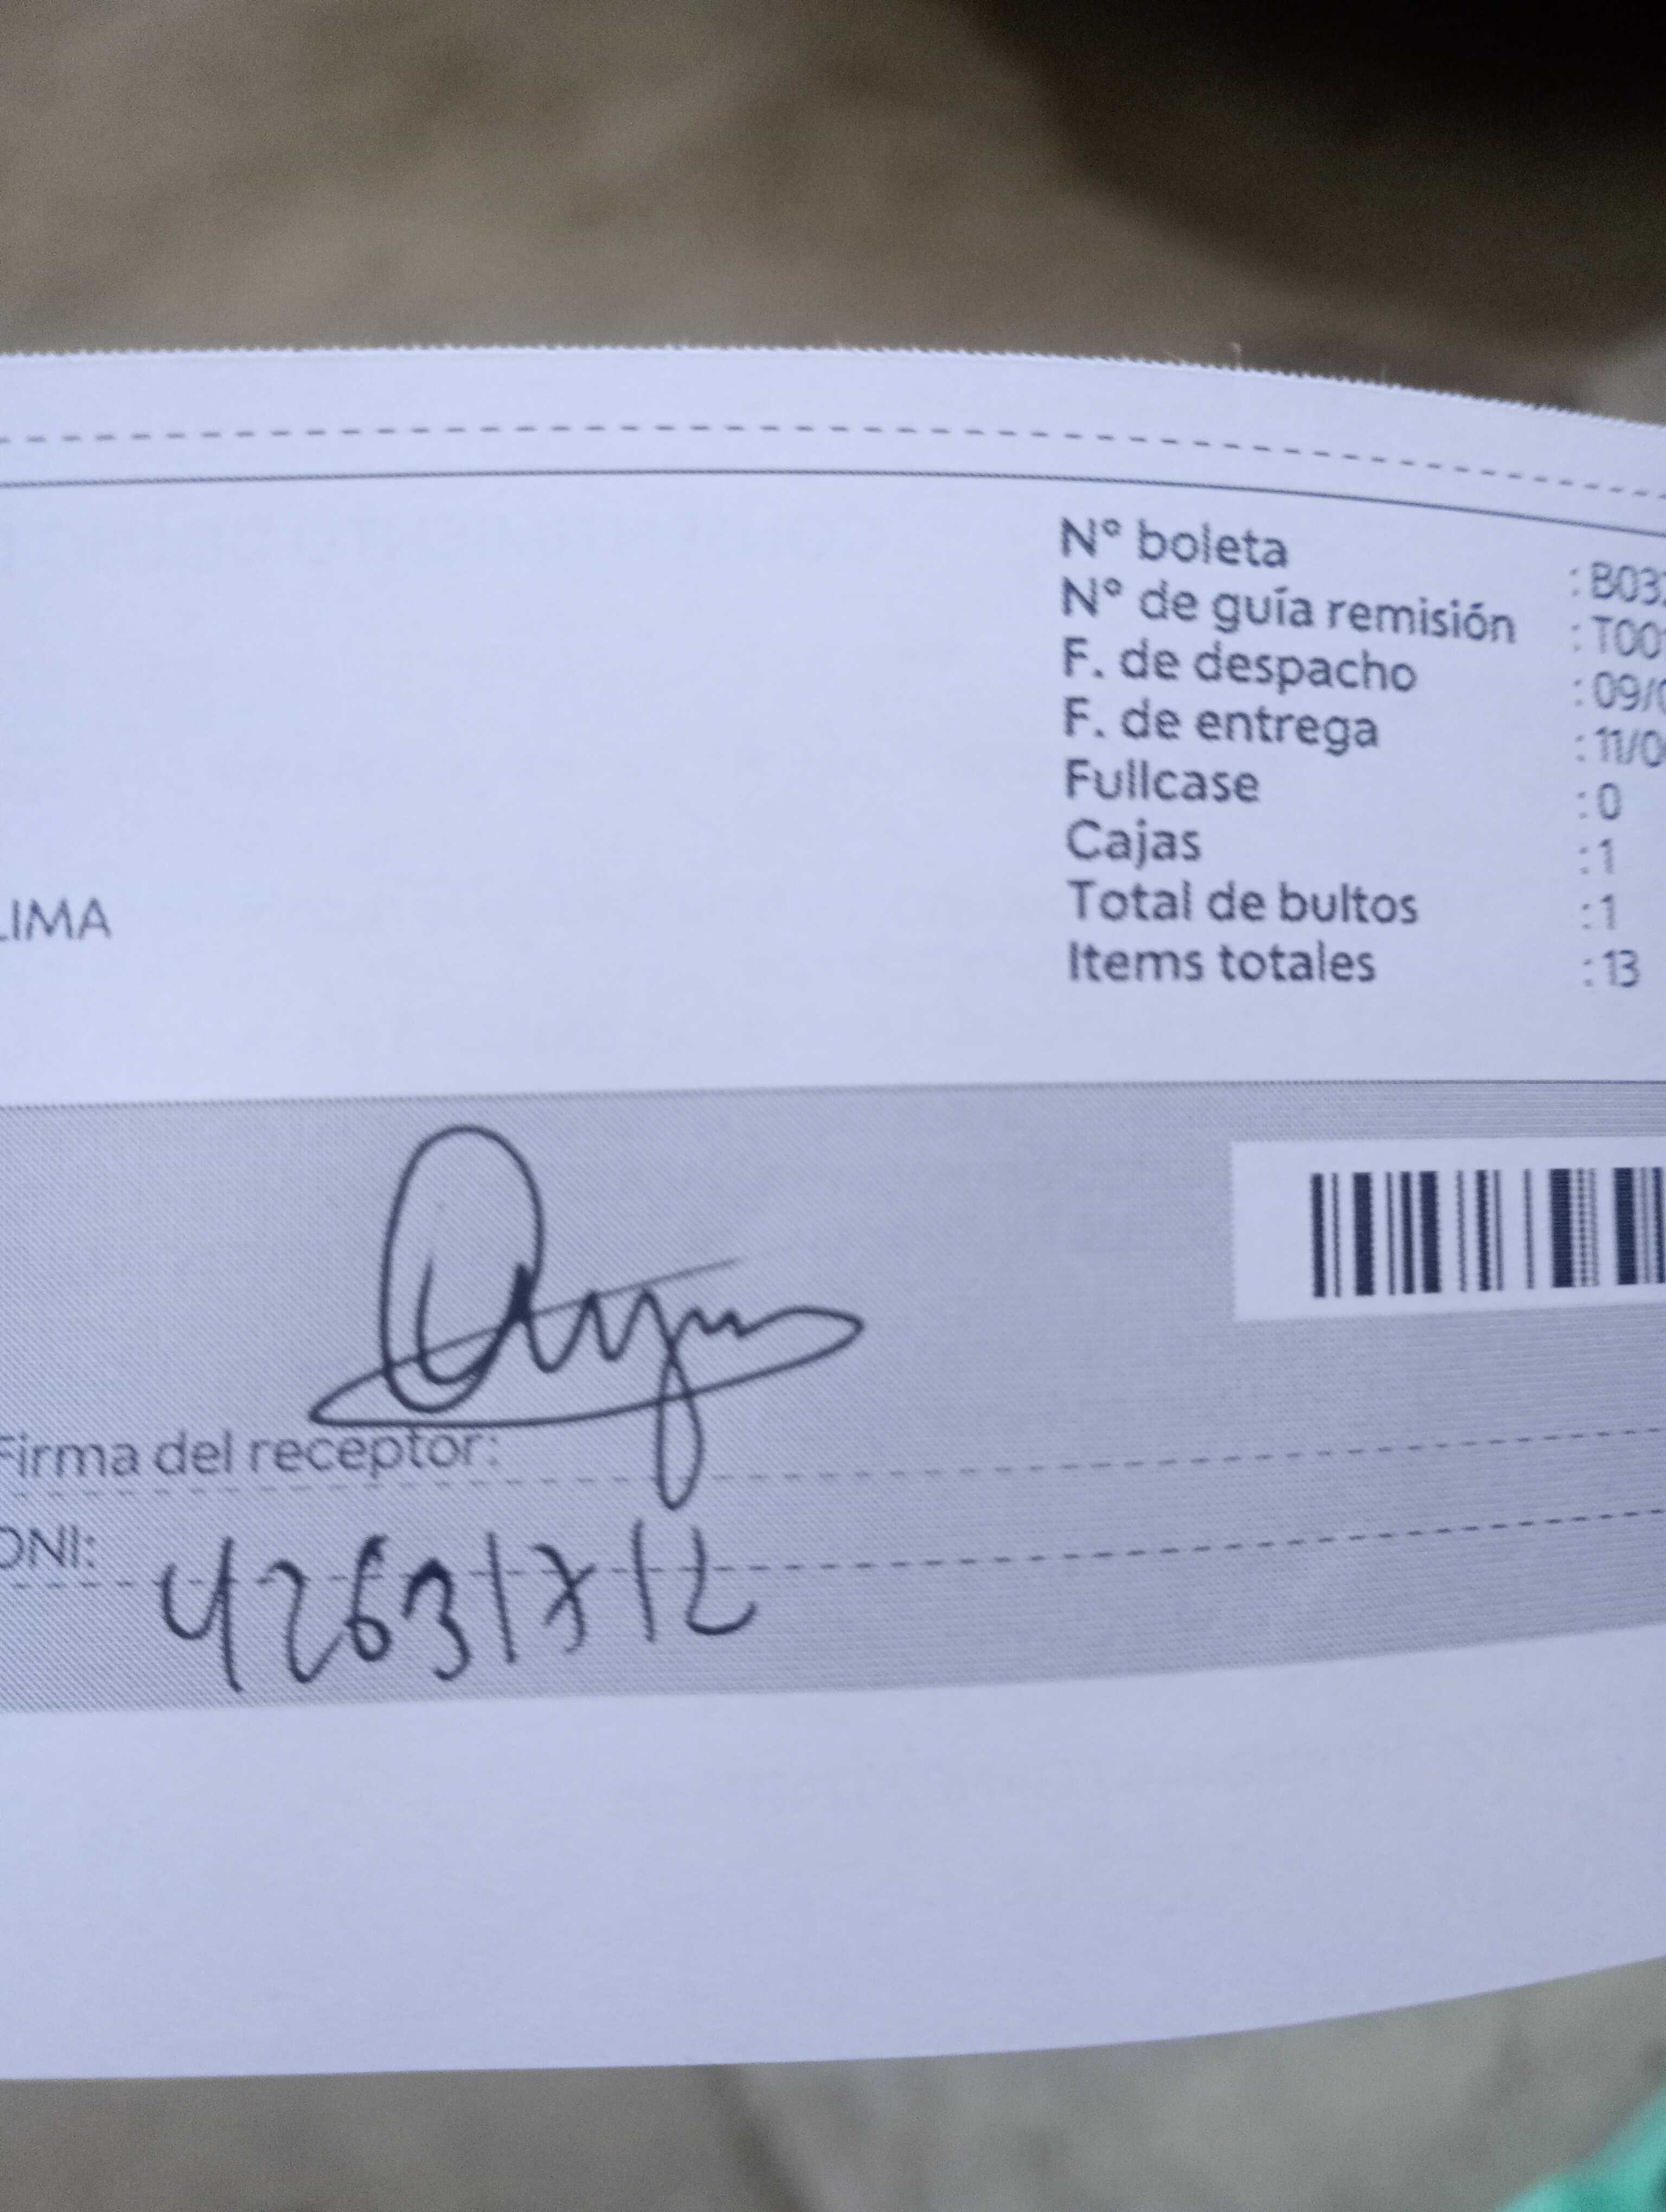 N° boleta : B03
N° de guía remisión : T00
F. de despacho : 09/0
F. de entrega : 11/0
Fullcase : 0
Cajas : 1
Total de bultos : 1
Items totales : 13
LIMA
Firma del receptor:
DNI: 42631712